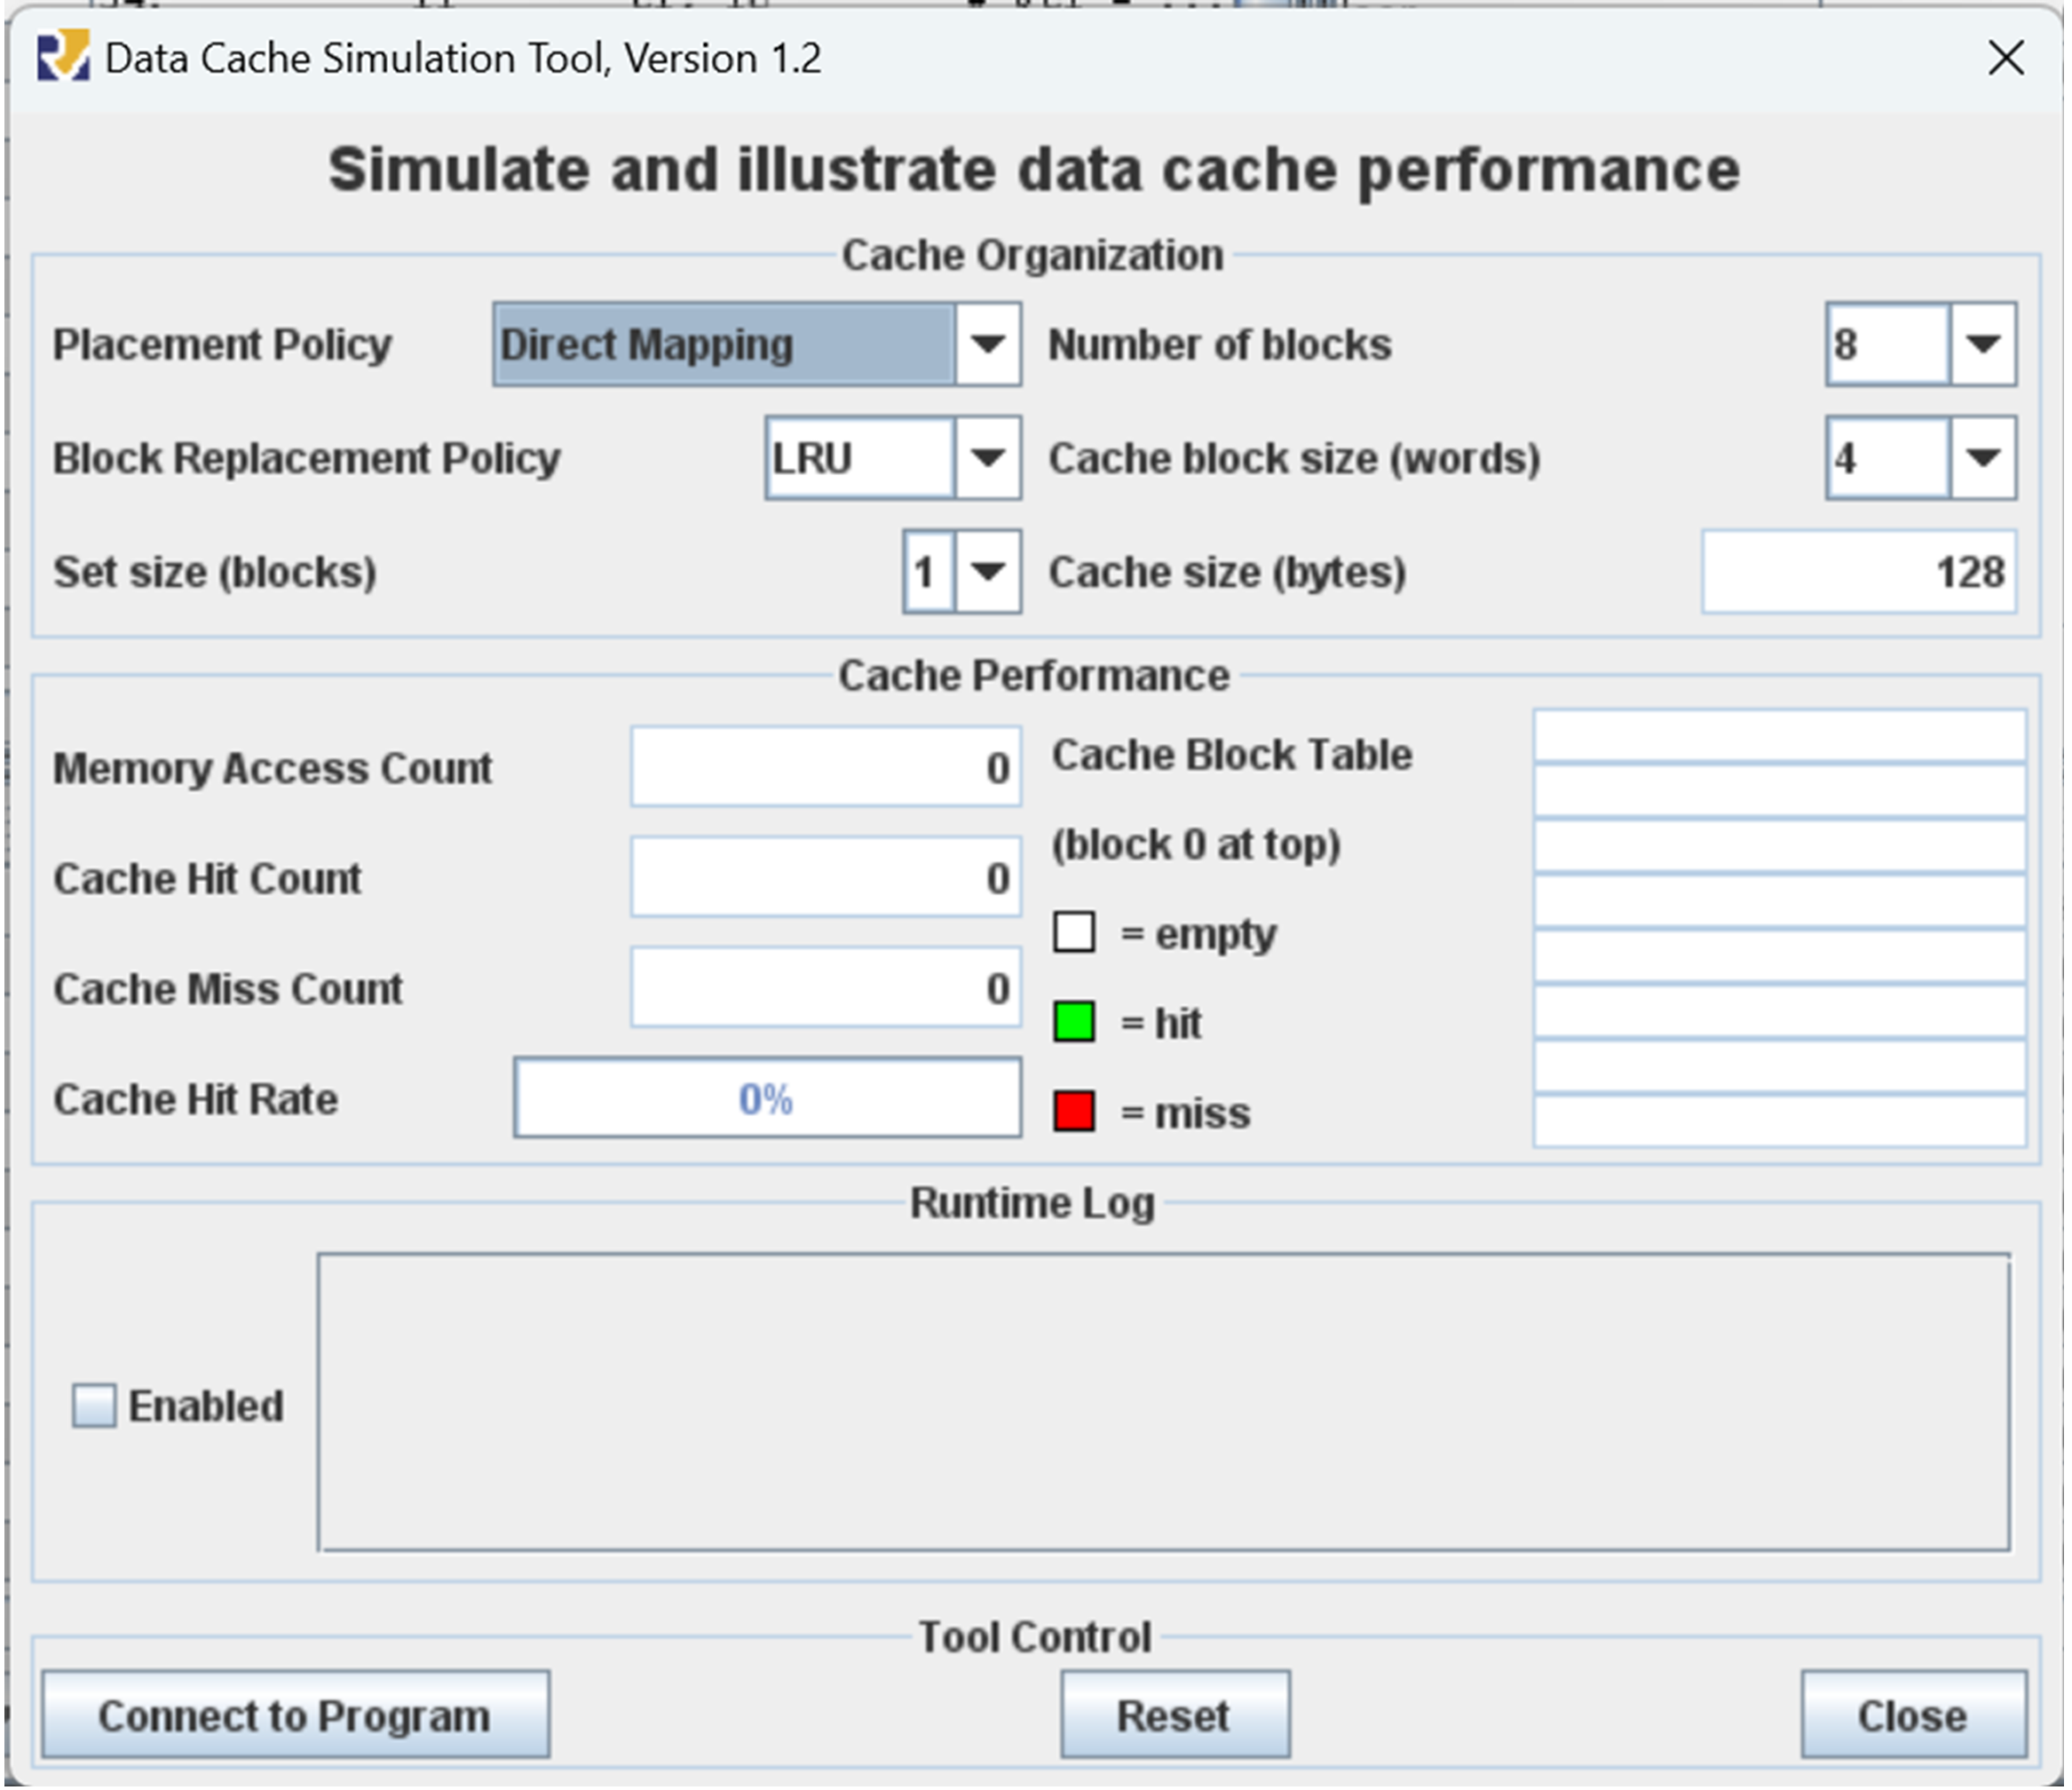 Data Cache Simulation Tool, Version 1.2
Simulate and illustrate data cache performance
Cache Organization
Placement Policy Direct Mapping Number of blocks 8
Block Replacement Policy LRU Cache block size (words) 4
Set size (blocks) 1 Cache size (bytes) 128
Cache Performance
Memory Access Count 0 Cache Block Table
(block 0 at top)
Cache Hit Count 0
= empty
Cache Miss Count 0
= hit
Cache Hit Rate 0%
= miss
Runtime Log
Enabled
Tool Control
Connect to Program Reset Close